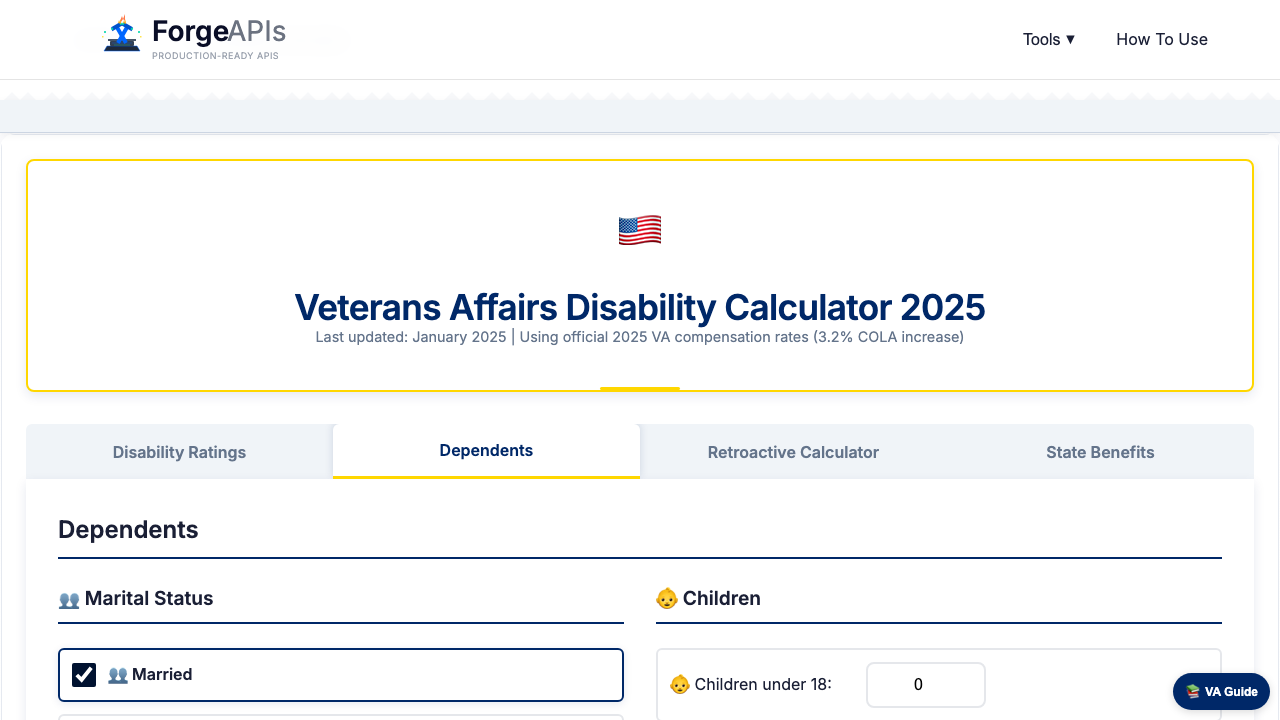 ForgeAPIs
PRODUCTION-READY APIS
Tools ▼
How To Use
Veterans Affairs Disability Calculator 2025
Last updated: January 2025 | Using official 2025 VA compensation rates (3.2% COLA increase)
Disability Ratings
Dependents
Retroactive Calculator
State Benefits
Dependents
👥 Marital Status
👥 Married
👶 Children
👶 Children under 18:
0
📚 VA Guide